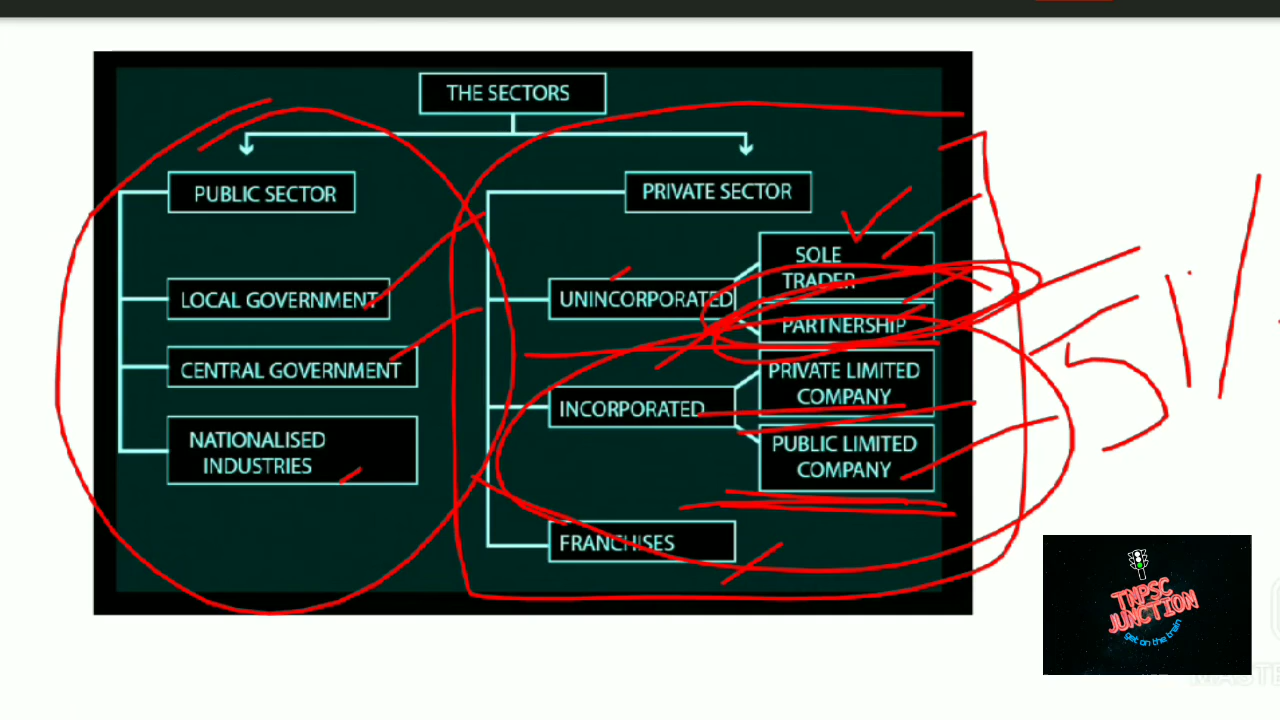 THE SECTORS
PUBLIC SECTOR
PRIVATE SECTOR
LOCAL GOVERNMENT
CENTRAL GOVERNMENT
NATIONALISED
INDUSTRIES
UNINCORPORATED
SOLE
TRADER
PARTNERSHIP
INCORPORATED
PRIVATE LIMITED
COMPANY
PUBLIC LIMITED
COMPANY
FRANCHISES
TNPSC
JUNCTION
get on the train